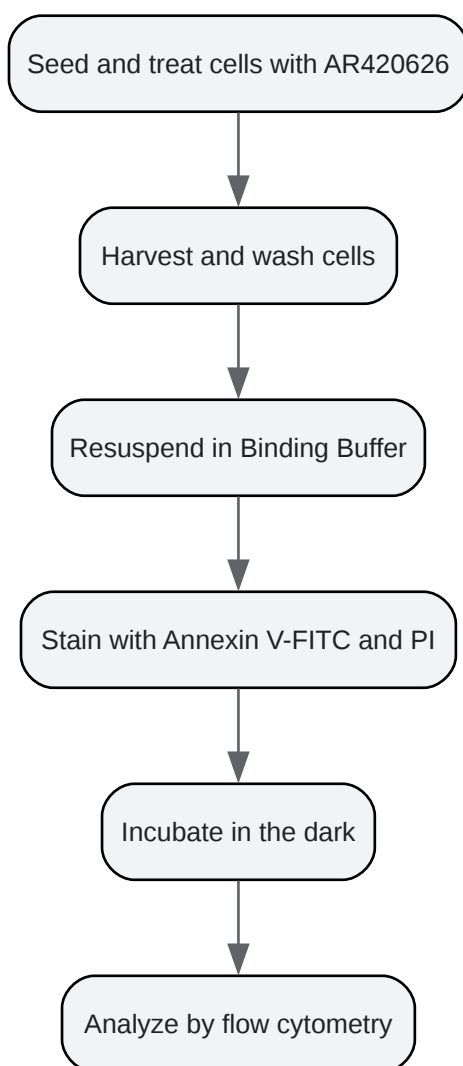 Seed and treat cells with AR420626
Harvest and wash cells
Resuspend in Binding Buffer
Stain with Annexin V-FITC and PI
Incubate in the dark
Analyze by flow cytometry